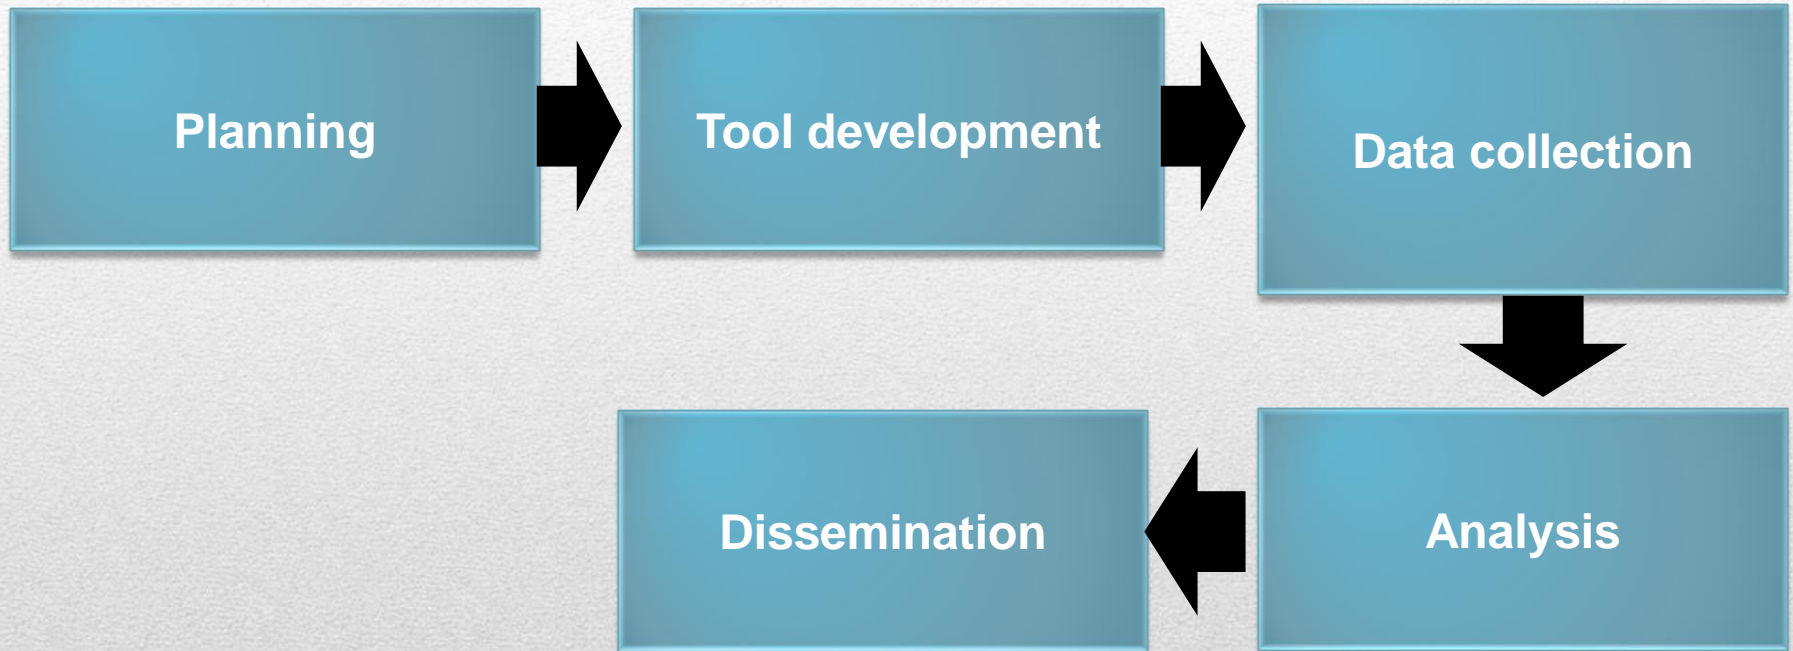 Planning
Tool development
Data collection
Analysis
Dissemination